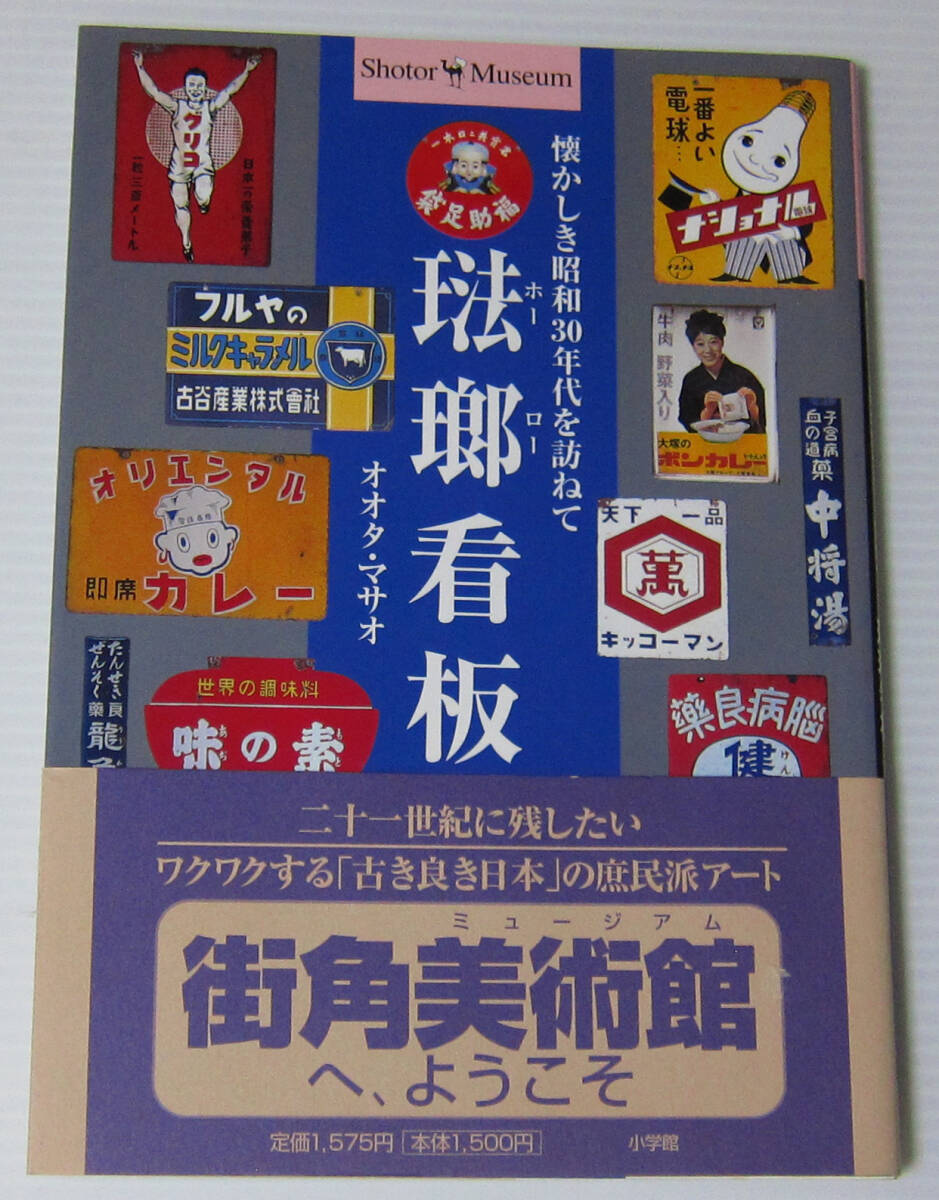 Shotor Museum
懐かしき昭和30年代を訪ねて
琺瑯看板
ホーロー
オオタ・マサオ
福助足袋
グリコ
一粒三百メートル
一番よい
電球…
ナショナル
電球
フルヤの
ミルクキャラメル
古谷産業株式會社
牛肉 野菜入り
大塚の
ボンカレー
子宮病
血の道 薬
中将湯
オリエンタル
即席カレー
天下一品
萬
キッコーマン
たんせき良
ぜんそく薬
龍
世界の調味料
味の素
あぢ もと
薬良病脳
健
けん
二十一世紀に残したい
ワクワクする「古き良き日本」の庶民派アート
ミュージアム
街角美術館
へ、ようこそ
定価1,575円 本体1,500円
小学館